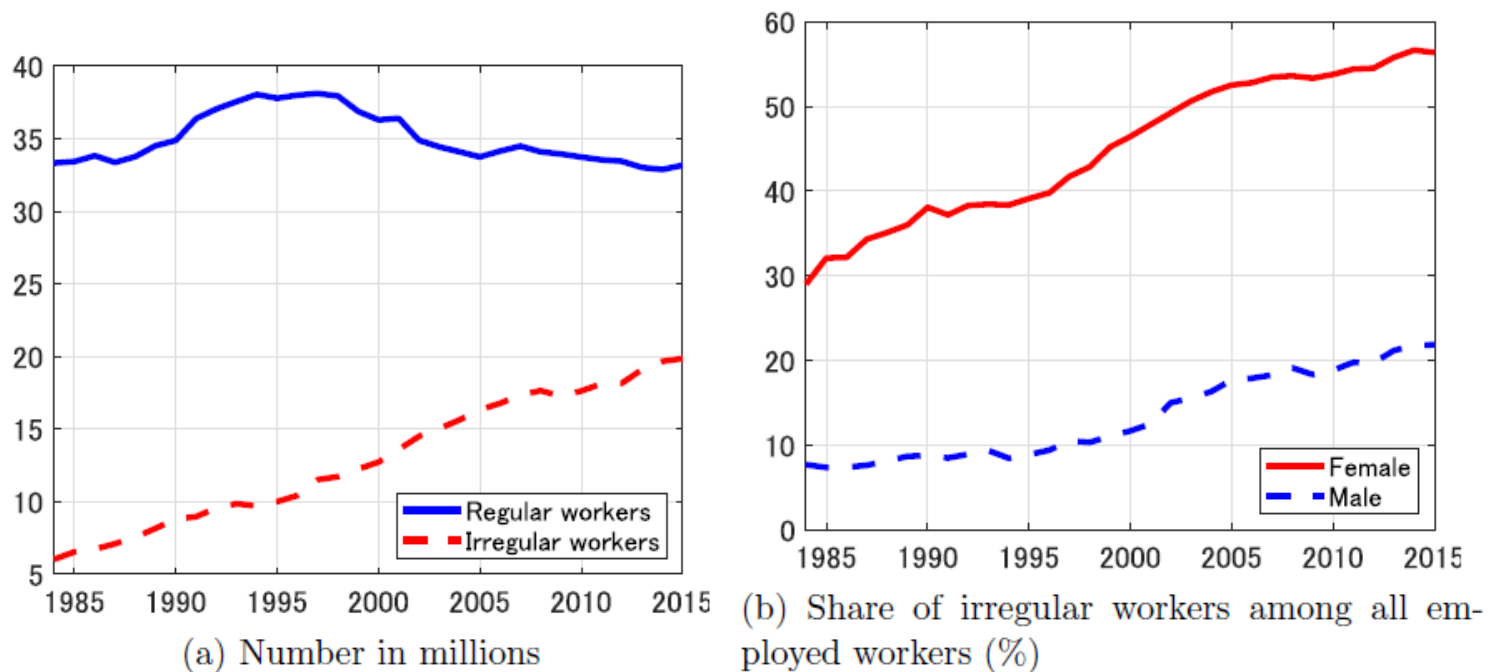 40
35
30
25
20
15
10
5
1985 1990 1995 2000 2005 2010 2015
Regular workers
Irregular workers
(a) Number in millions
60
50
40
30
20
10
0
1985 1990 1995 2000 2005 2010 2015
Female
Male
(b) Share of irregular workers among all em-
ployed workers (%)